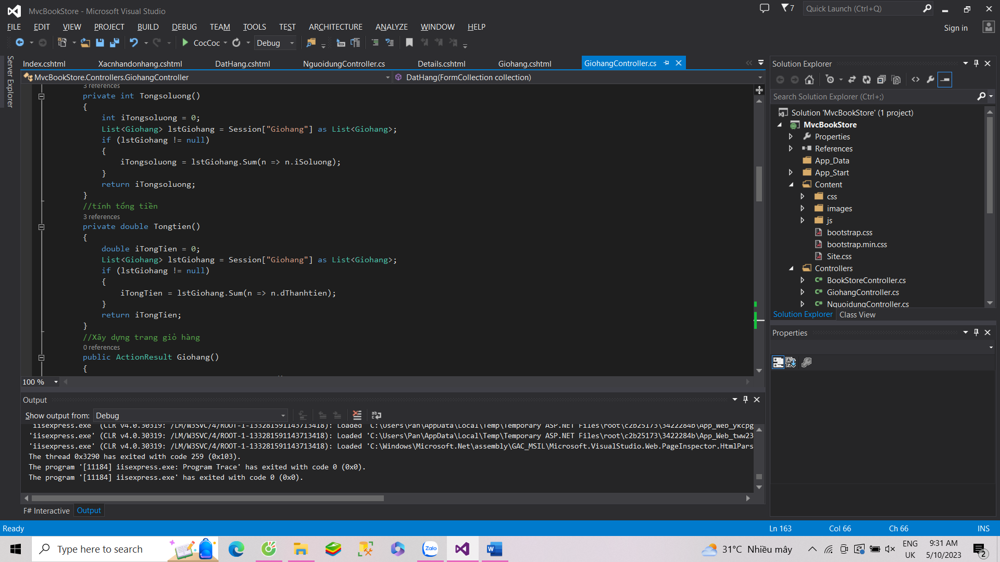 MvcBookStore - Microsoft Visual Studio
7
Quick Launch (Ctrl+Q)
FILE EDIT VIEW PROJECT BUILD DEBUG TEAM TOOLS TEST ARCHITECTURE ANALYZE WINDOW HELP
Sign in
CocCoc
Debug
Server Explorer
Index.cshtml Xacnhandonhang.cshtml DatHang.cshtml NguoidungController.cs Details.cshtml Giohang.cshtml GiohangController.cs
MvcBookStore.Controllers.GiohangController
DatHang(FormCollection collection)
3 references
private int Tongsoluong()
{
int iTongsoluong = 0;
List<Giohang> lstGiohang = Session["Giohang"] as List<Giohang>;
if (lstGiohang != null)
{
iTongsoluong = lstGiohang.Sum(n => n.iSoluong);
}
return iTongsoluong;
}
//tính tổng tiền
3 references
private double Tongtien()
{
double iTongTien = 0;
List<Giohang> lstGiohang = Session["Giohang"] as List<Giohang>;
if (lstGiohang != null)
{
iTongTien = lstGiohang.Sum(n => n.dThanhtien);
}
return iTongTien;
}
//Xây dựng trang giỏ hàng
0 references
public ActionResult Giohang()
{
100 %
Output
Show output from: Debug
'iisexpress.exe' (CLR v4.0.30319: /LM/W3SVC/4/ROOT-1-133281591143713418): Loaded 'C:\Users\Pan\AppData\Local\Temp\Temporary ASP.NET Files\root\c2b25173\3422284b\App_Web_ykcpg
'iisexpress.exe' (CLR v4.0.30319: /LM/W3SVC/4/ROOT-1-133281591143713418): Loaded 'C:\Users\Pan\AppData\Local\Temp\Temporary ASP.NET Files\root\c2b25173\3422284b\App_Web_tww23
'iisexpress.exe' (CLR v4.0.30319: /LM/W3SVC/4/ROOT-1-133281591143713418): Loaded 'C:\Windows\Microsoft.Net\assembly\GAC_MSIL\Microsoft.VisualStudio.Web.PageInspector.HtmlPars
The thread 0x3290 has exited with code 259 (0x103).
The program '[11184] iisexpress.exe: Program Trace' has exited with code 0 (0x0).
The program '[11184] iisexpress.exe' has exited with code 0 (0x0).
F# Interactive Output
Solution Explorer
Search Solution Explorer (Ctrl+;)
Solution 'MvcBookStore' (1 project)
MvcBookStore
Properties
References
App_Data
App_Start
Content
css
images
js
bootstrap.css
bootstrap.min.css
Site.css
Controllers
BookStoreController.cs
GiohangController.cs
NguoidungController.cs
Solution Explorer Class View
Properties
Ready
Ln 163 Col 66 Ch 66 INS
Type here to search
Zalo
31°C Nhiều mây
ENG
UK
9:31 AM
5/10/2023
2